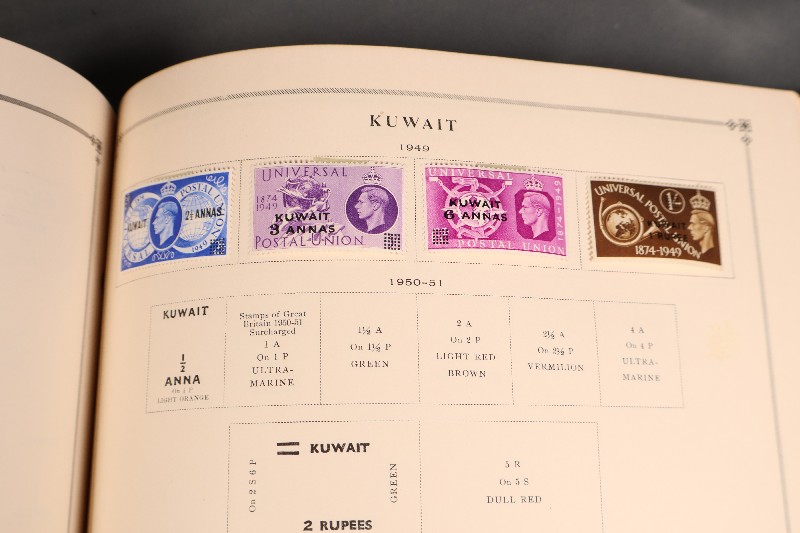 KUWAIT
1949
POSTAL UNION
KUWAIT 2½ ANNAS
1949
UNIVERSAL
1874
1949
KUWAIT
3 ANNAS
POSTAL UNION
UNIVERSAL
KUWAIT
6 ANNAS
1874-1949
POSTAL UNION
UNIVERSAL POSTAL UNION
1/-
KUWAIT
1874-1949
1950-51
KUWAIT
1/2
ANNA
LIGHT ORANGE
Stamps of Great
Britain 1950-51
Surcharged
1 A
On 1 P
ULTRA-
MARINE
1½ A
On 1½ P
GREEN
2 A
On 2 P
LIGHT RED
BROWN
2½ A
On 2½ P
VERMILION
4 A
On 4 P
ULTRA-
MARINE
On 2 S 6 P
KUWAIT
2 RUPEES
GREEN
5 R
On 5 S
DULL RED